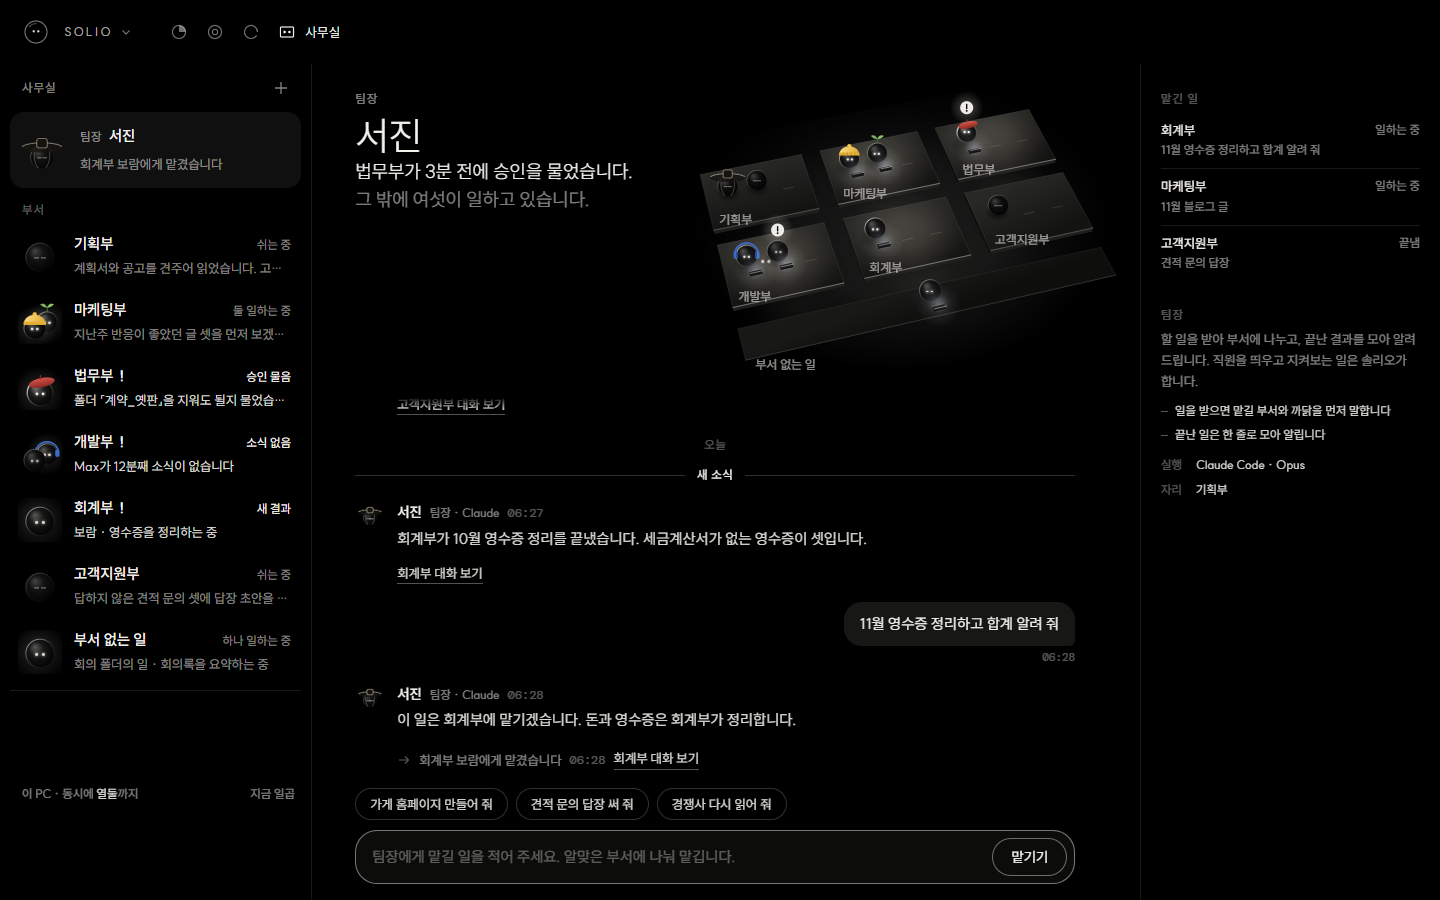 SOLIO
사무실
사무실
팀장 서진
회계부 보람에게 맡겼습니다
부서
기획부 쉬는 중
계획서와 공고를 견주어 읽었습니다. 고…
마케팅부 둘 일하는 중
지난주 반응이 좋았던 글 셋을 먼저 보겠…
법무부 ! 승인 물음
폴더 「계약_옛판」을 지워도 될지 물었습…
개발부 ! 소식 없음
Max가 12분째 소식이 없습니다
회계부 ! 새 결과
보람 · 영수증을 정리하는 중
고객지원부 쉬는 중
답하지 않은 견적 문의 셋에 답장 초안을 …
부서 없는 일 하나 일하는 중
회의 폴더의 일 · 회의록을 요약하는 중
이 PC · 동시에 열둘까지 지금 일곱
팀장
서진
법무부가 3분 전에 승인을 물었습니다.
그 밖에 여섯이 일하고 있습니다.
!
법무부
마케팅부
기획부
고객지원부
!
회계부
개발부
부서 없는 일
고객지원부 대화 보기
오늘
새 소식
서진 팀장 · Claude 06:27
회계부가 10월 영수증 정리를 끝냈습니다. 세금계산서가 없는 영수증이 셋입니다.
회계부 대화 보기
11월 영수증 정리하고 합계 알려 줘
06:28
서진 팀장 · Claude 06:28
이 일은 회계부에 맡기겠습니다. 돈과 영수증은 회계부가 정리합니다.
→ 회계부 보람에게 맡겼습니다 06:28 회계부 대화 보기
가게 홈페이지 만들어 줘 견적 문의 답장 써 줘 경쟁사 다시 읽어 줘
팀장에게 맡길 일을 적어 주세요. 알맞은 부서에 나눠 맡깁니다. 맡기기
맡긴 일
회계부 일하는 중
11월 영수증 정리하고 합계 알려 줘
마케팅부 일하는 중
11월 블로그 글
고객지원부 끝냄
견적 문의 답장
팀장
할 일을 받아 부서에 나누고, 끝난 결과를 모아 알려
드립니다. 직원을 띄우고 지켜보는 일은 솔리오가
합니다.
– 일을 받으면 맡길 부서와 까닭을 먼저 말합니다
– 끝난 일은 한 줄로 모아 알립니다
실행 Claude Code · Opus
자리 기획부